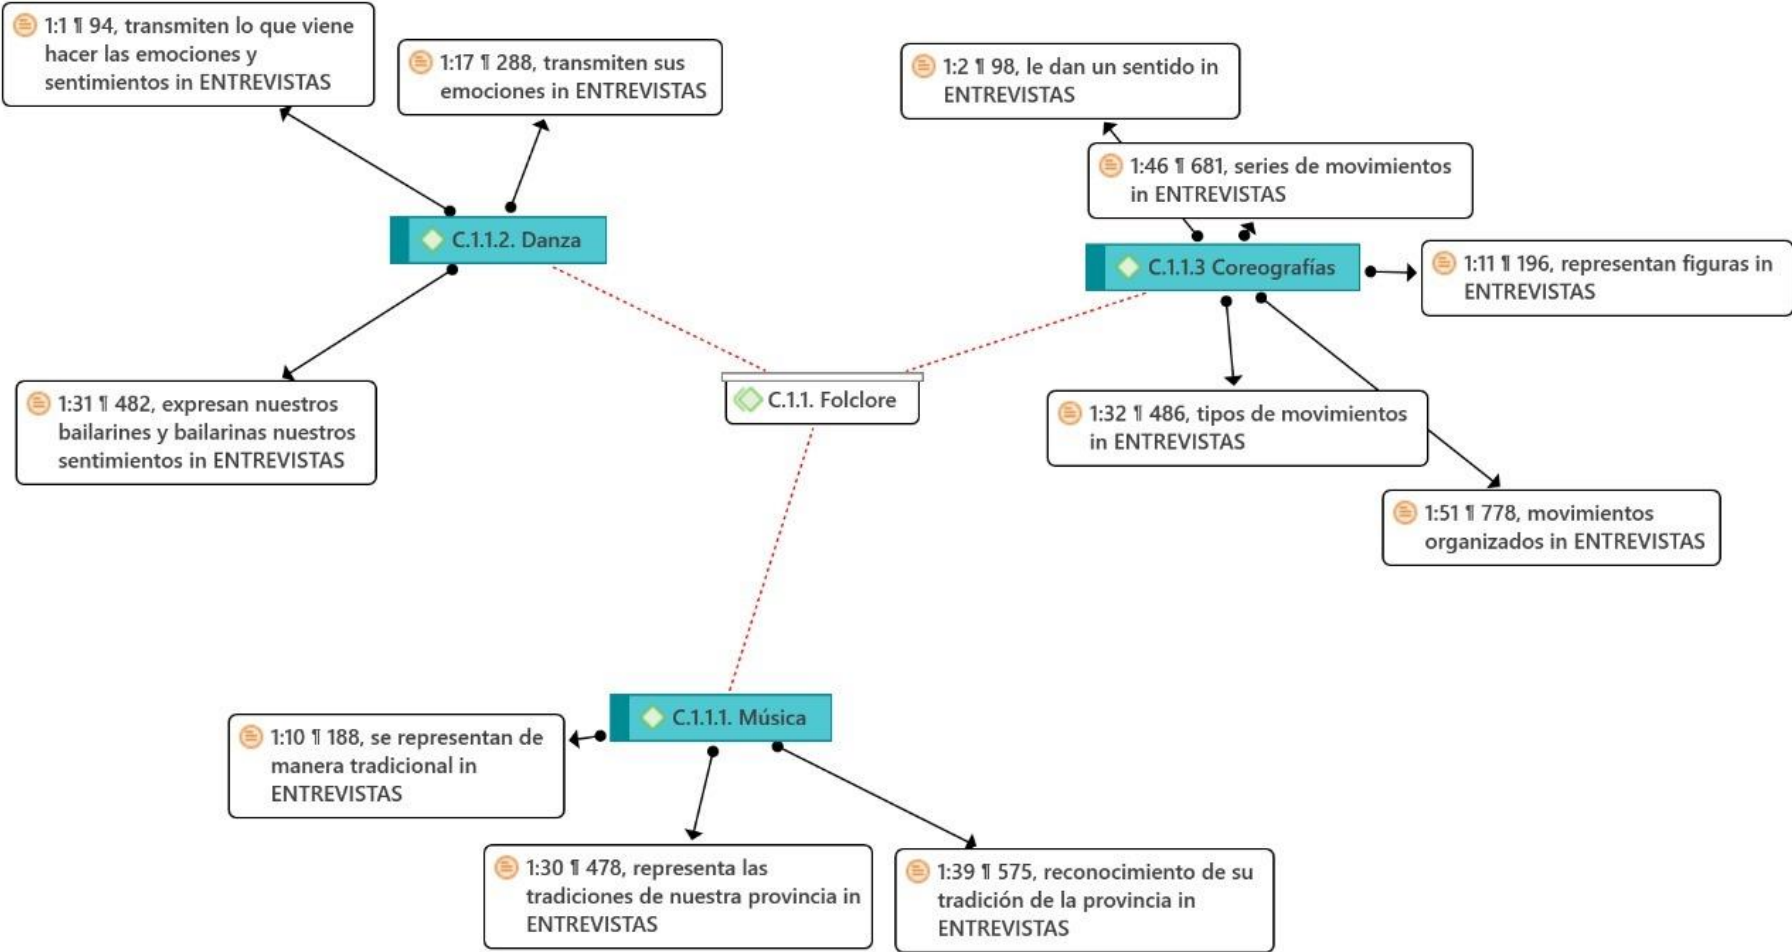 1:1 ¶ 94, transmiten lo que viene
hacer las emociones y
sentimientos in ENTREVISTAS
1:17 ¶ 288, transmiten sus
emociones in ENTREVISTAS
1:2 ¶ 98, le dan un sentido in
ENTREVISTAS
1:46 ¶ 681, series de movimientos
in ENTREVISTAS
C.1.1.2. Danza
C.1.1.3 Coreografías
1:11 ¶ 196, representan figuras in
ENTREVISTAS
1:31 ¶ 482, expresan nuestros
bailarines y bailarinas nuestros
sentimientos in ENTREVISTAS
C.1.1. Folclore
1:32 ¶ 486, tipos de movimientos
in ENTREVISTAS
1:51 ¶ 778, movimientos
organizados in ENTREVISTAS
C.1.1.1. Música
1:10 ¶ 188, se representan de
manera tradicional in
ENTREVISTAS
1:30 ¶ 478, representa las
tradiciones de nuestra provincia in
ENTREVISTAS
1:39 ¶ 575, reconocimiento de su
tradición de la provincia in
ENTREVISTAS